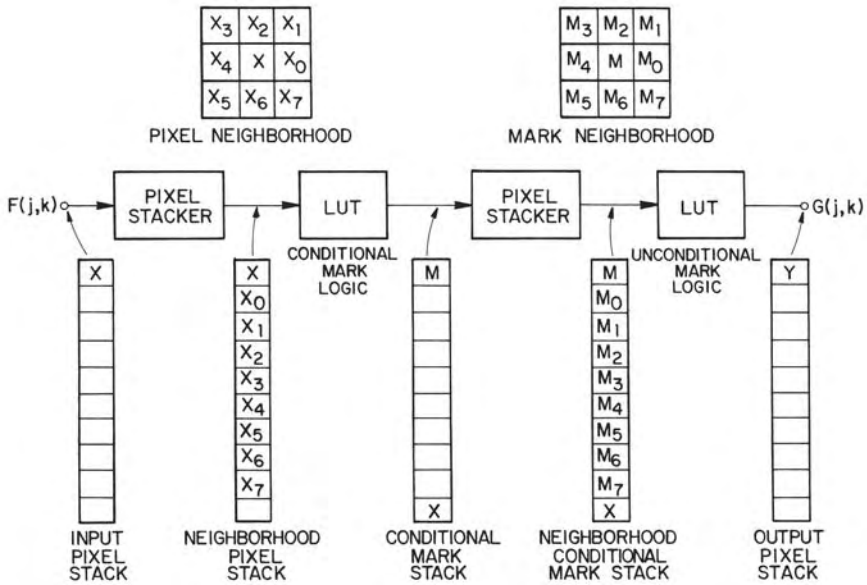 X3 X2 X1
X4 X X0
X5 X6 X7
PIXEL NEIGHBORHOOD
M3 M2 M1
M4 M M0
M5 M6 M7
MARK NEIGHBORHOOD
F(j,k)
PIXEL
STACKER
LUT
PIXEL
STACKER
LUT
G(j,k)
CONDITIONAL
MARK
LOGIC
UNCONDITIONAL
MARK
LOGIC
X
INPUT
PIXEL
STACK
X
X0
X1
X2
X3
X4
X5
X6
X7
NEIGHBORHOOD
PIXEL
STACK
M
X
CONDITIONAL
MARK
STACK
M
M0
M1
M2
M3
M4
M5
M6
M7
X
NEIGHBORHOOD
CONDITIONAL
MARK STACK
Y
OUTPUT
PIXEL
STACK